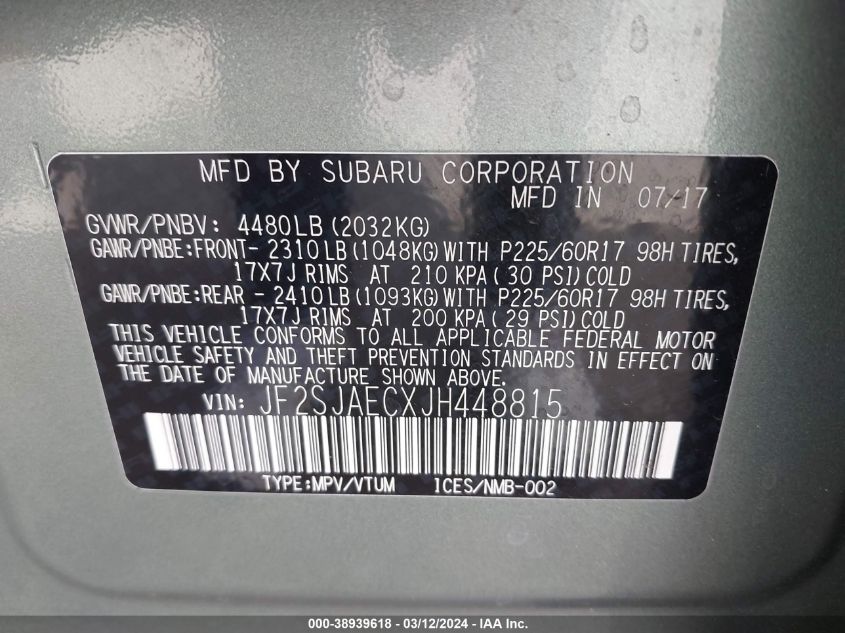 MFD BY SUBARU CORPORATION
MFD IN 07/17
GVWR/PNBV: 4480LB (2032KG)
GAWR/PNBE:FRONT- 2310LB (1048KG)WITH P225/60R17 98H TIRES,
17X7J RIMS AT 210 KPA( 30 PSI)COLD
GAWR/PNBE:REAR - 2410LB (1093KG)WITH P225/60R17 98H TIRES,
17X7J RIMS AT 200 KPA( 29 PSI)COLD
THIS VEHICLE CONFORMS TO ALL APPLICABLE FEDERAL MOTOR
VEHICLE SAFETY AND THEFT PREVENTION STANDARDS IN EFFECT ON
THE DATE OF MANUFACTURE SHOWN ABOVE.
VIN: JF2SJAECXJH448815
TYPE:MPV/VTUM ICES/NMB-002
000-38939618 - 03/12/2024 - IAA Inc.